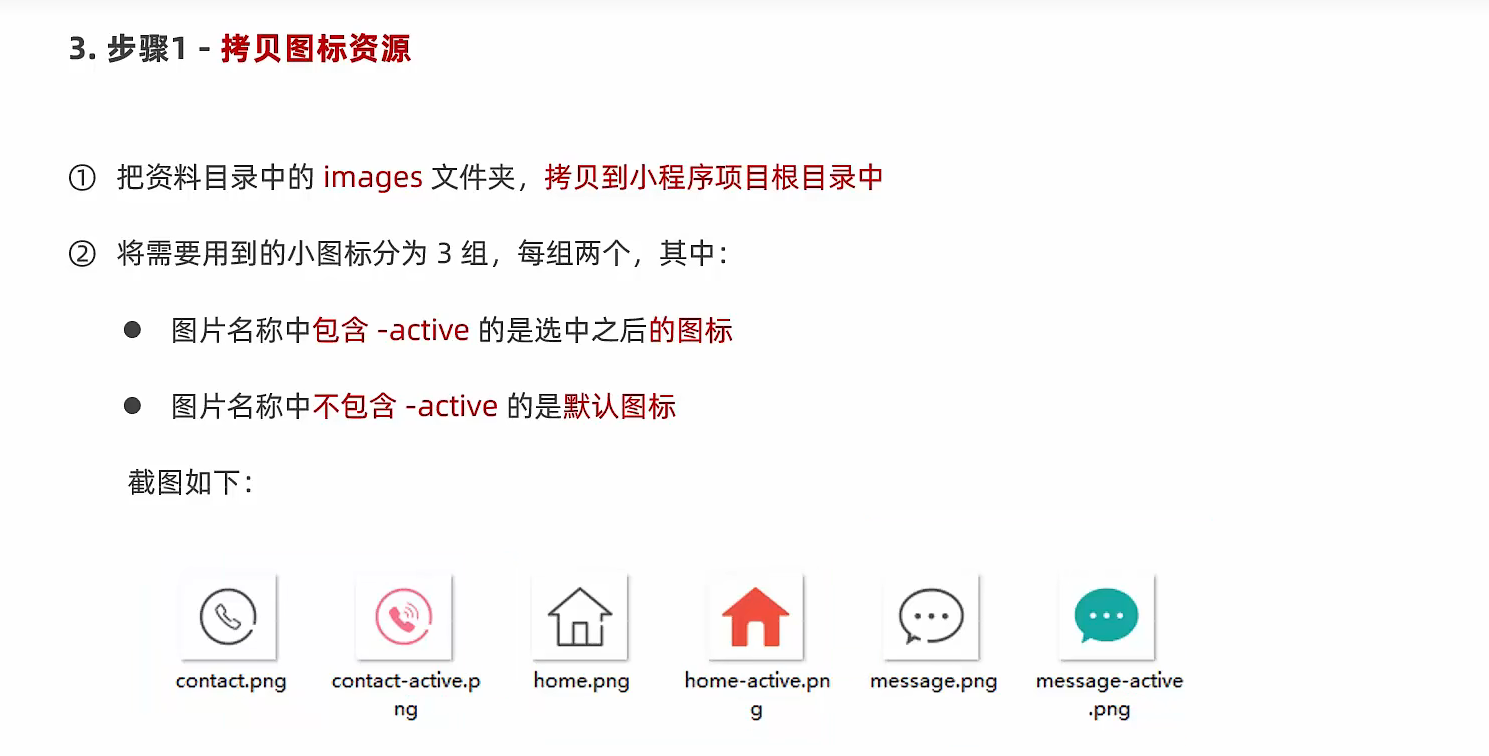 3. 步骤1 - 拷贝图标资源
① 把资料目录中的 images 文件夹，拷贝到小程序项目根目录中
② 将需要用到的小图标分为 3 组，每组两个，其中：
● 图片名称中包含 -active 的是选中之后的图标
● 图片名称中不包含 -active 的是默认图标
截图如下：
contact.png
contact-active.p
ng
home.png
home-active.pn
g
message.png
message-active
.png